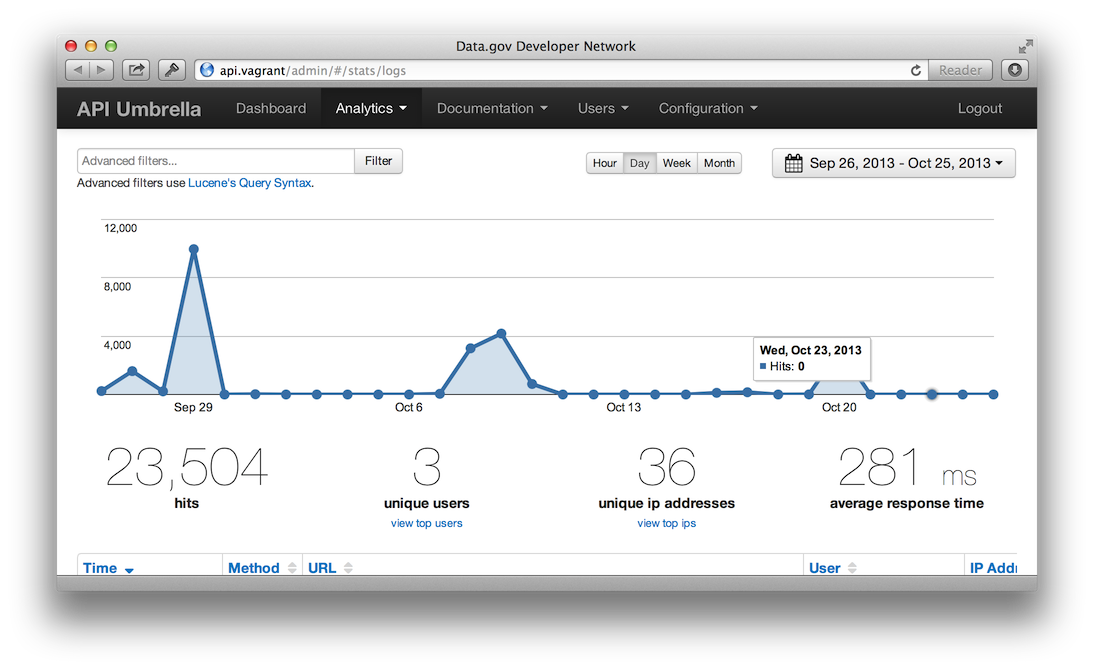 Data.gov Developer Network
api.vagrant/admin/#/stats/logs
Reader
API Umbrella Dashboard Analytics Documentation Users Configuration Logout
Advanced filters... Filter Hour Day Week Month Sep 26, 2013 - Oct 25, 2013
Advanced filters use Lucene's Query Syntax.
12,000
8,000
4,000
Wed, Oct 23, 2013
Hits: 0
Sep 29 Oct 6 Oct 13 Oct 20
23,504 3 36 281 ms
hits unique users unique ip addresses average response time
view top users view top ips
Time Method URL User IP Addr